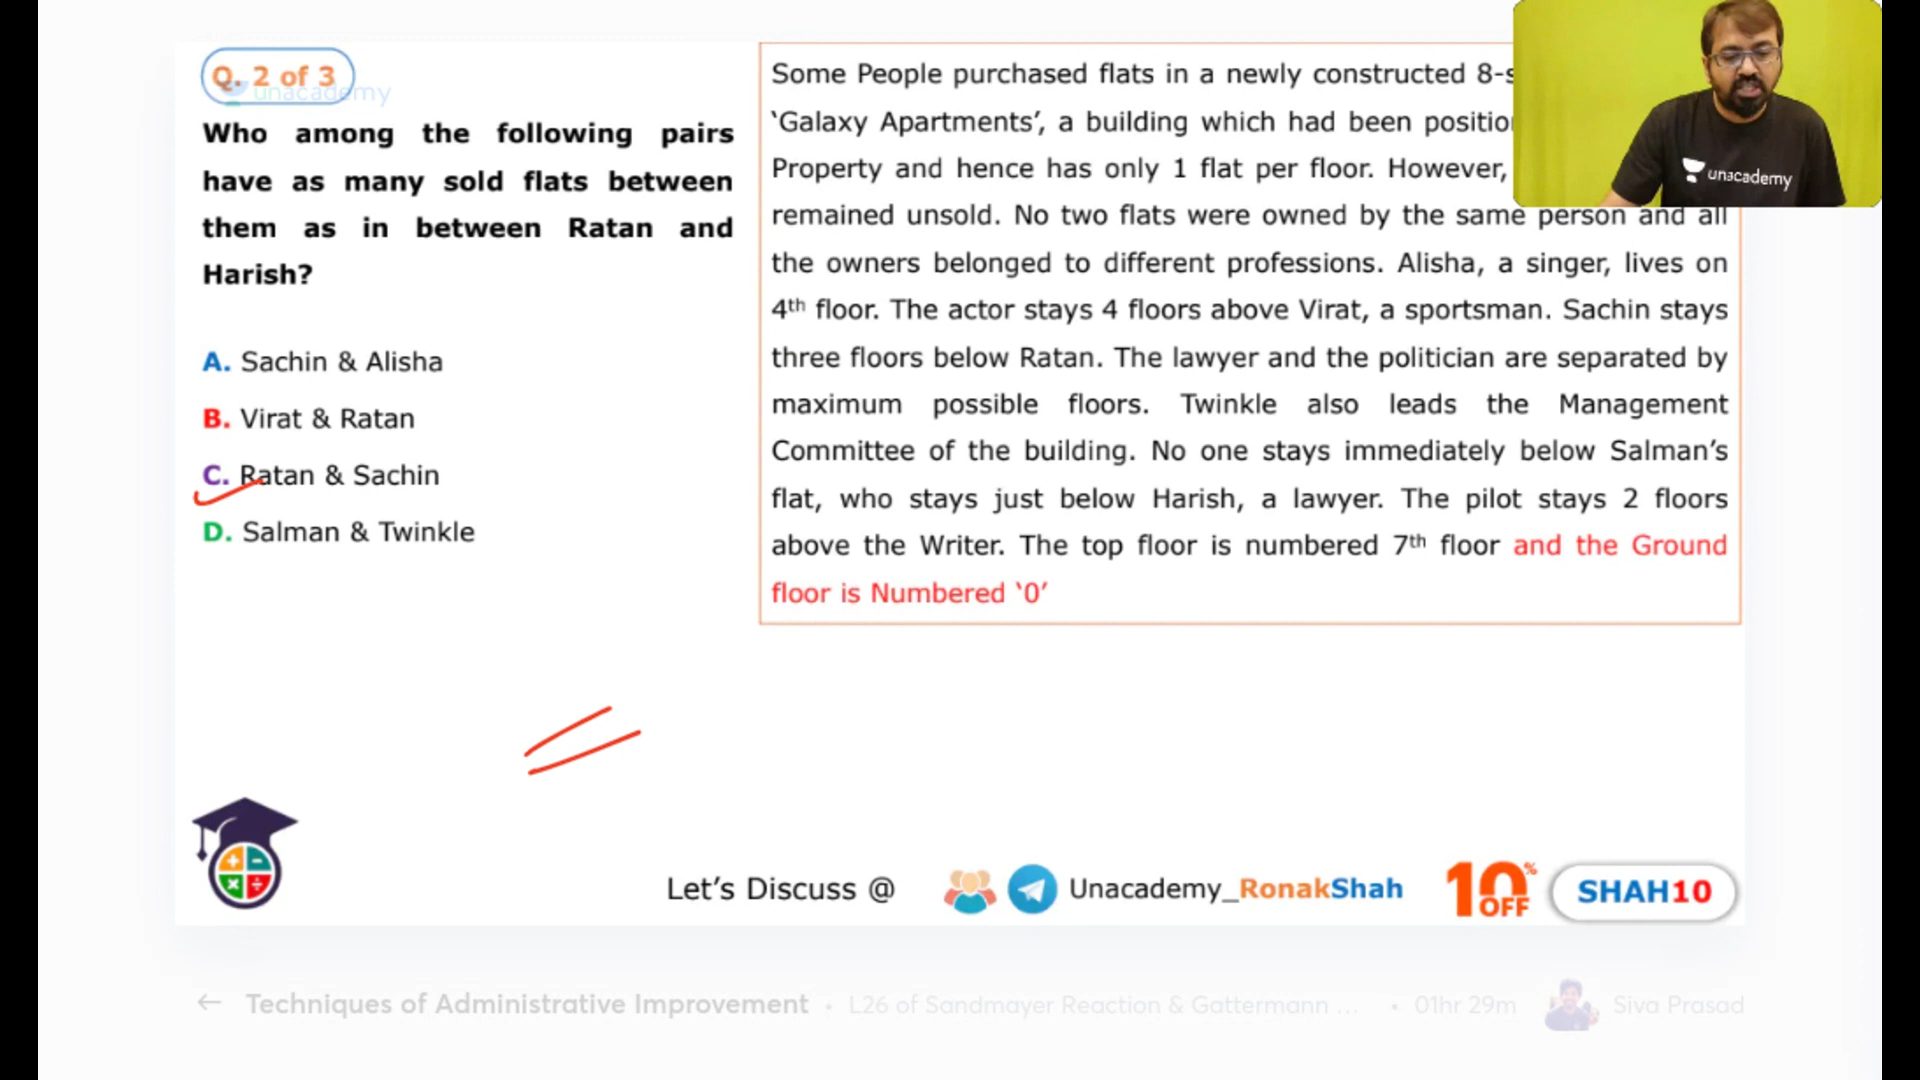 Q. 2 of 3
unacademy
Who among the following pairs
have as many sold flats between
them as in between Ratan and
Harish?
A. Sachin & Alisha
B. Virat & Ratan
C. Ratan & Sachin
D. Salman & Twinkle
Some People purchased flats in a newly constructed
‘Galaxy Apartments’, a building which had been
Property and hence has only 1 flat per floor. However,
remained unsold. No two flats were owned by the same person and all
the owners belonged to different professions. Alisha, a singer, lives on
4th floor. The actor stays 4 floors above Virat, a sportsman. Sachin stays
three floors below Ratan. The lawyer and the politician are separated by
maximum possible floors. Twinkle also leads the Management
Committee of the building. No one stays immediately below Salman’s
flat, who stays just below Harish, a lawyer. The pilot stays 2 floors
above the Writer. The top floor is numbered 7th floor and the Ground
floor is Numbered ‘0’
unacademy
Let’s Discuss @ Unacademy_RonakShah
10% OFF
SHAH10
Techniques of Administrative Improvement • L26 of Sandmayer Reaction & Gattermann ... • 01hr 29m Siva Prasad